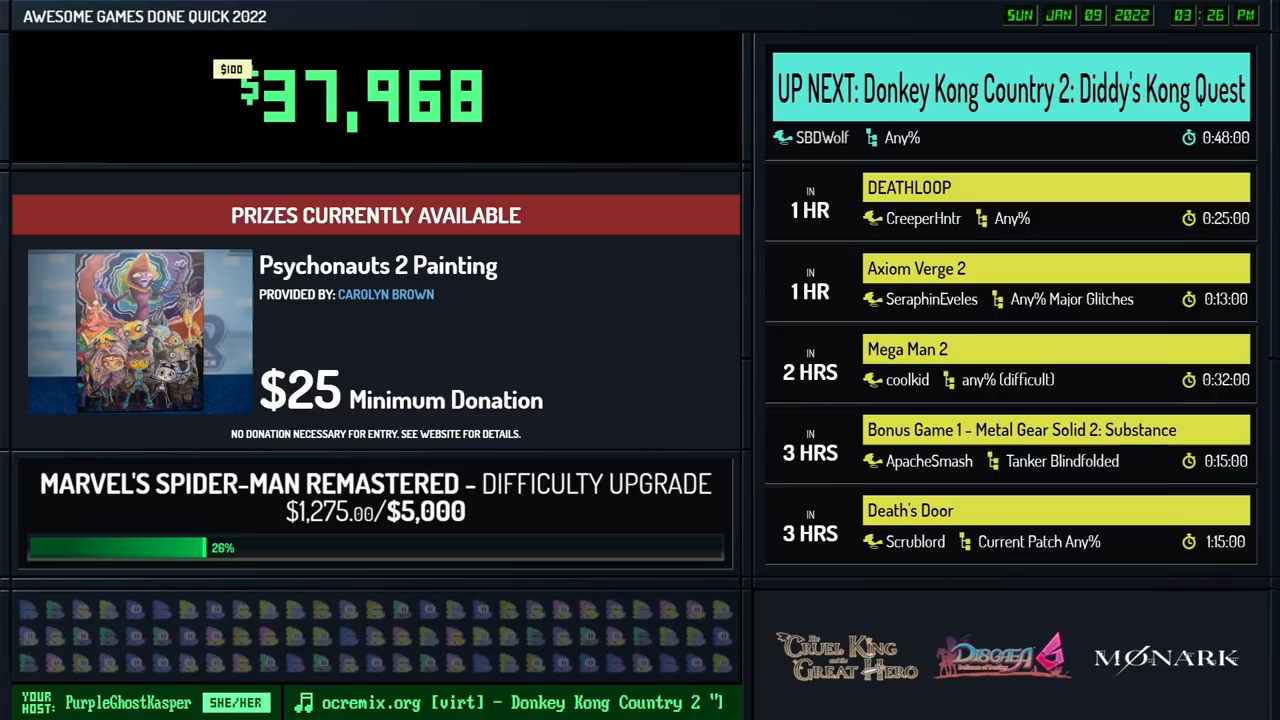 AWESOME GAMES DONE QUICK 2022
SUN JAN 09 2022 03:26 PM
$100
$37,968
PRIZES CURRENTLY AVAILABLE
Psychonauts 2 Painting
PROVIDED BY: CAROLYN BROWN
$25 Minimum Donation
NO DONATION NECESSARY FOR ENTRY. SEE WEBSITE FOR DETAILS.
MARVEL'S SPIDER-MAN REMASTERED - DIFFICULTY UPGRADE
$1,275.00/$5,000
26%
UP NEXT: Donkey Kong Country 2: Diddy's Kong Quest
SBDWolf Any% 0:48:00
IN
1 HR
DEATHLOOP
CreeperHntr Any% 0:25:00
IN
1 HR
Axiom Verge 2
SeraphinEveles Any% Major Glitches 0:13:00
IN
2 HRS
Mega Man 2
coolkid any% (difficult) 0:32:00
IN
3 HRS
Bonus Game 1 - Metal Gear Solid 2: Substance
ApacheSmash Tanker Blindfolded 0:15:00
IN
3 HRS
Death's Door
Scrublord Current Patch Any% 1:15:00
The CRUEL KING and the GREAT HERO
DISGAEA 6
MØNARK
YOUR
HOST: PurpleGhostKasper SHE/HER
ocremix.org [virt] - Donkey Kong Country 2 "]